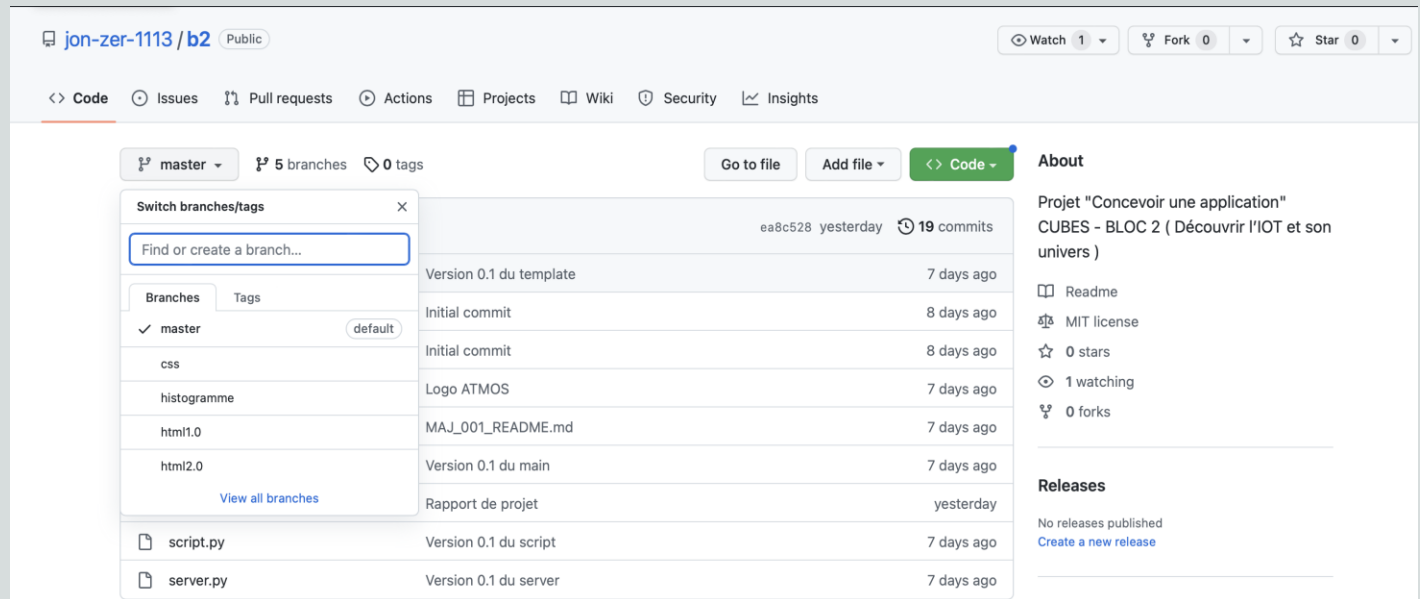 jon-zer-1113 / b2 Public
Watch 1 Fork 0 Star 0
Code Issues Pull requests Actions Projects Wiki Security Insights
master 5 branches 0 tags Go to file Add file Code
Switch branches/tags
Find or create a branch...
Branches Tags
master default
css
histogramme
html1.0
html2.0
View all branches
ea8c528 yesterday 19 commits
Version 0.1 du template 7 days ago
Initial commit 8 days ago
Initial commit 8 days ago
Logo ATMOS 7 days ago
MAJ_001_README.md 7 days ago
Version 0.1 du main 7 days ago
Rapport de projet yesterday
script.py Version 0.1 du script 7 days ago
server.py Version 0.1 du server 7 days ago
About
Projet "Concevoir une application"
CUBES - BLOC 2 ( Découvrir l'IOT et son
univers )
Readme
MIT license
0 stars
1 watching
0 forks
Releases
No releases published
Create a new release